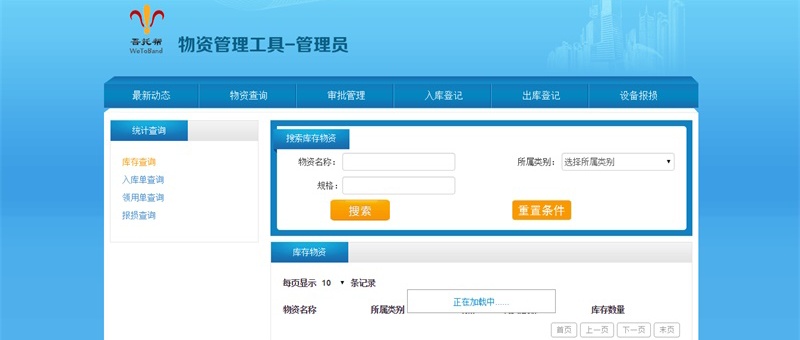 吾托帮
WoToBand
物资管理工具-管理员
最新动态 物资查询 审批管理 入库登记 出库登记 设备报损
统计查询
库存查询
入库单查询
领用单查询
报损查询
搜索库存物资
物资名称： 所属类别： 选择所属类别
规格：
搜索 重置条件
库存物资
每页显示 10 条记录
正在加载中......
物资名称 所属类别 库存数量
首页 上一页 下一页 末页